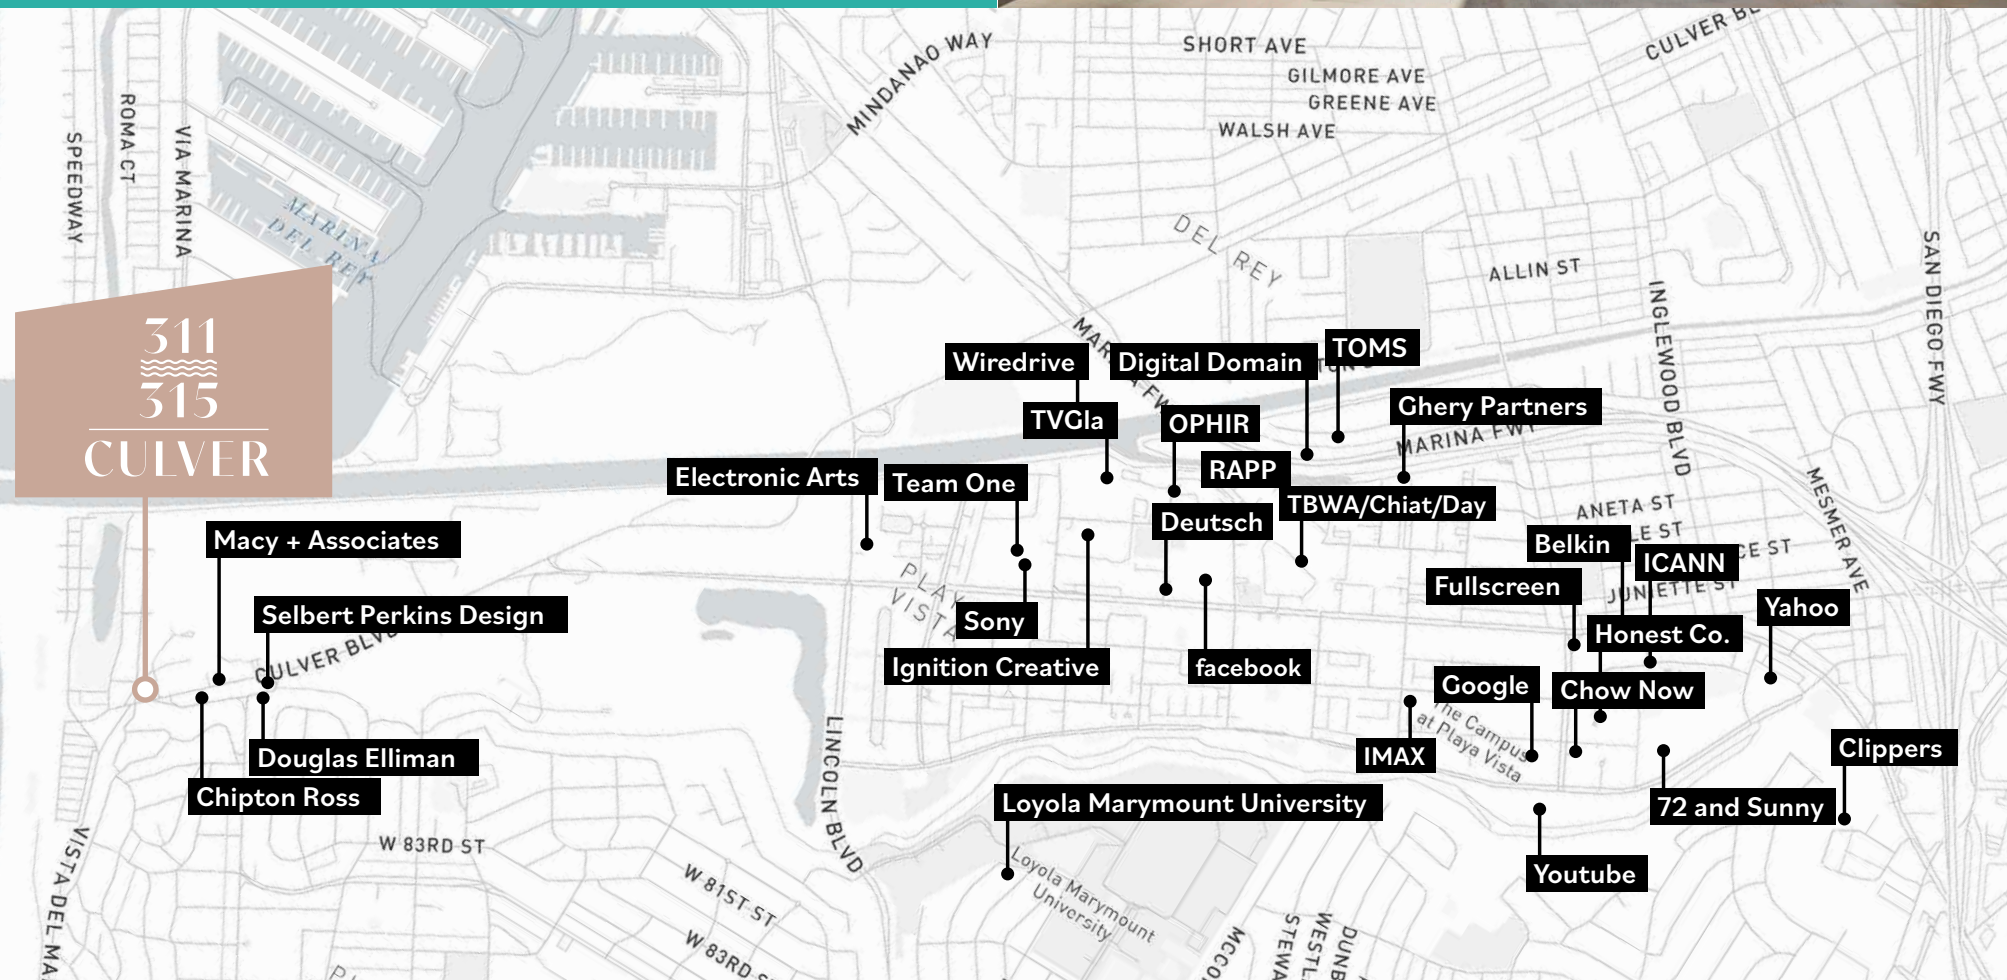 MINDANAO WAY
SHORT AVE
GILMORE AVE
GREENE AVE
WALSH AVE
SPEEDWAY
ROMA CT
VIA MARINA
MARINA
DEL REY
DEL REY
ALLIN ST
INGLEWOOD BLVD
SAN DIEGO FWY
311
315
CULVER
Wiredrive
Digital Domain
TOMS
TVGla
OPHIR
Ghery Partners
MARINA FWY
RAPP
Electronic Arts
Team One
TBWA/Chiat/Day
Deutsch
ANETA ST
MESMER AVE
Macy + Associates
Belkin
ICANN
Fullscreen
JUNIETTE ST
PLAY
VISTA
Selbert Perkins Design
Sony
Yahoo
Honest Co.
CULVER BLVD
Ignition Creative
facebook
Google
Chow Now
The Campus
at Playa Vista
IMAX
Douglas Elliman
Chipton Ross
LINCOLN BLVD
Clippers
Loyola Marymount University
72 and Sunny
Youtube
W 83RD ST
W 81ST ST
Loyola Marymount
University